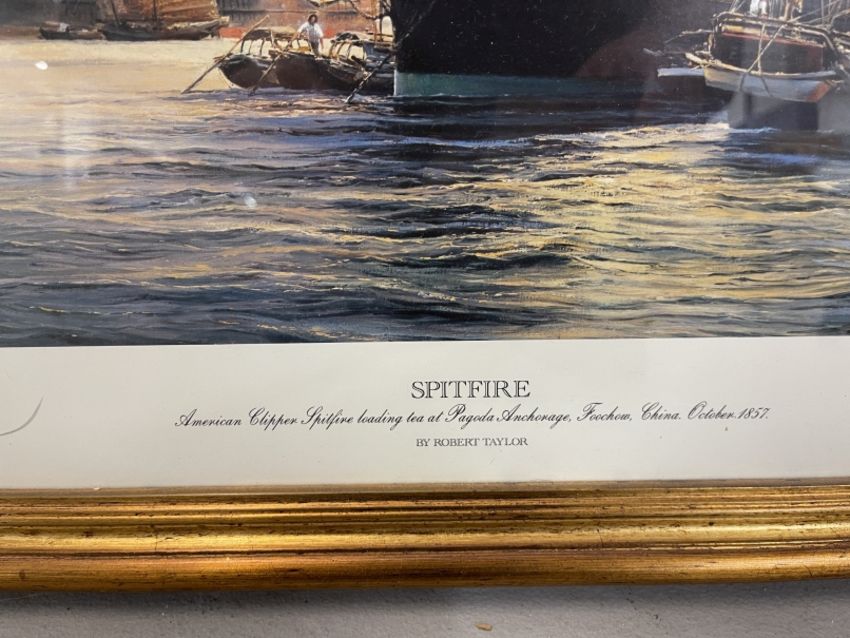 SPITFIRE
American Clipper Spitfire loading tea at Pagoda Anchorage, Foochow, China. October 1857.
BY ROBERT TAYLOR